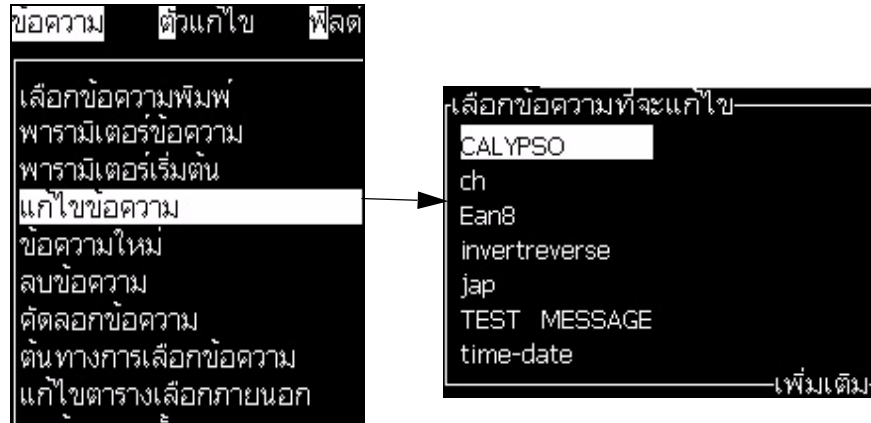 ข้อความ ตัวแก้ไข ฟิลด์
เลือกข้อความพิมพ์
พารามิเตอร์ข้อความ
พารามิเตอร์เริ่มต้น
แก้ไขข้อความ
ข้อความใหม่
ลบข้อความ
คัดลอกข้อความ
ต้นทางการเลือกข้อความ
แก้ไขตารางเลือกภายนอก
เลือกข้อความที่จะแก้ไข
CALYPSO
ch
Ean8
invertreverse
jap
TEST MESSAGE
time-date
เพิ่มเติม